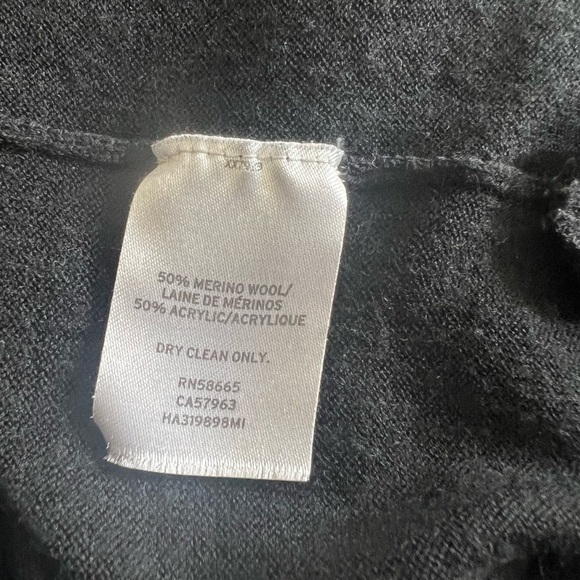 50% MERINO WOOL/
LAINE DE MÉRINOS
50% ACRYLIC/ACRYLIQUE
DRY CLEAN ONLY.
RN58665
CA57963
HA319898MI